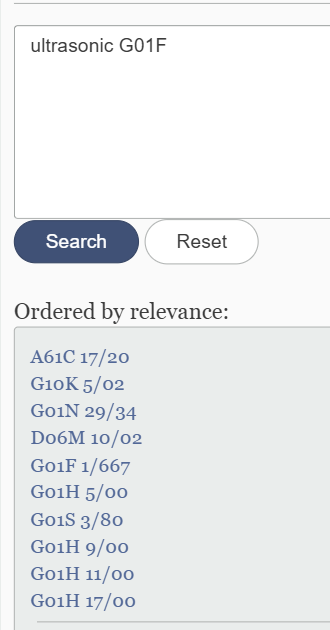 ultrasonic G01F
Search
Reset
Ordered by relevance:
A61C 17/20
G10K 5/02
G01N 29/34
D06M 10/02
G01F 1/667
G01H 5/00
G01S 3/80
G01H 9/00
G01H 11/00
G01H 17/00